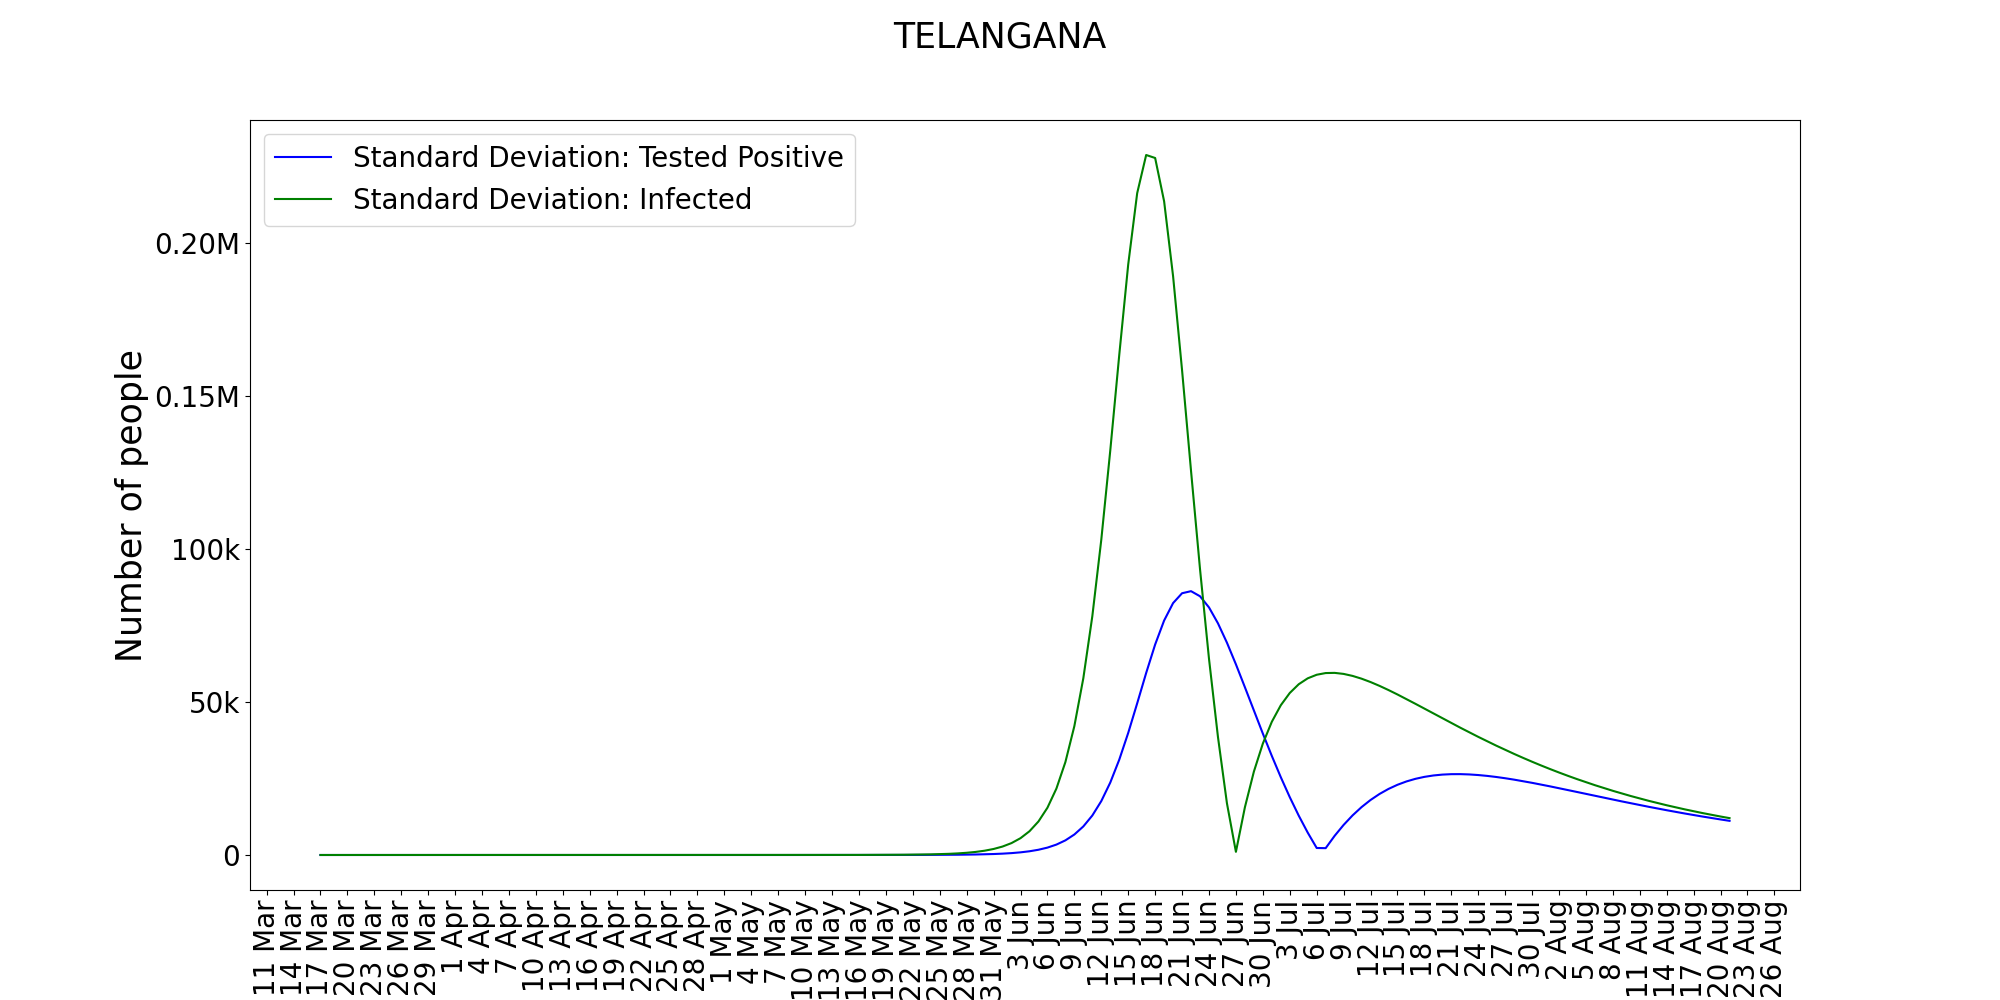 TELANGANA
Standard Deviation: Tested Positive
Standard Deviation: Infected
Number of people
0.20M
0.15M
100k
50k
0
11 Mar
14 Mar
17 Mar
20 Mar
23 Mar
26 Mar
29 Mar
1 Apr
4 Apr
7 Apr
10 Apr
13 Apr
16 Apr
19 Apr
22 Apr
25 Apr
28 Apr
1 May
4 May
7 May
10 May
13 May
16 May
19 May
22 May
25 May
28 May
31 May
3 Jun
6 Jun
9 Jun
12 Jun
15 Jun
18 Jun
21 Jun
24 Jun
27 Jun
30 Jun
3 Jul
6 Jul
9 Jul
12 Jul
15 Jul
18 Jul
21 Jul
24 Jul
27 Jul
30 Jul
2 Aug
5 Aug
8 Aug
11 Aug
14 Aug
17 Aug
20 Aug
23 Aug
26 Aug